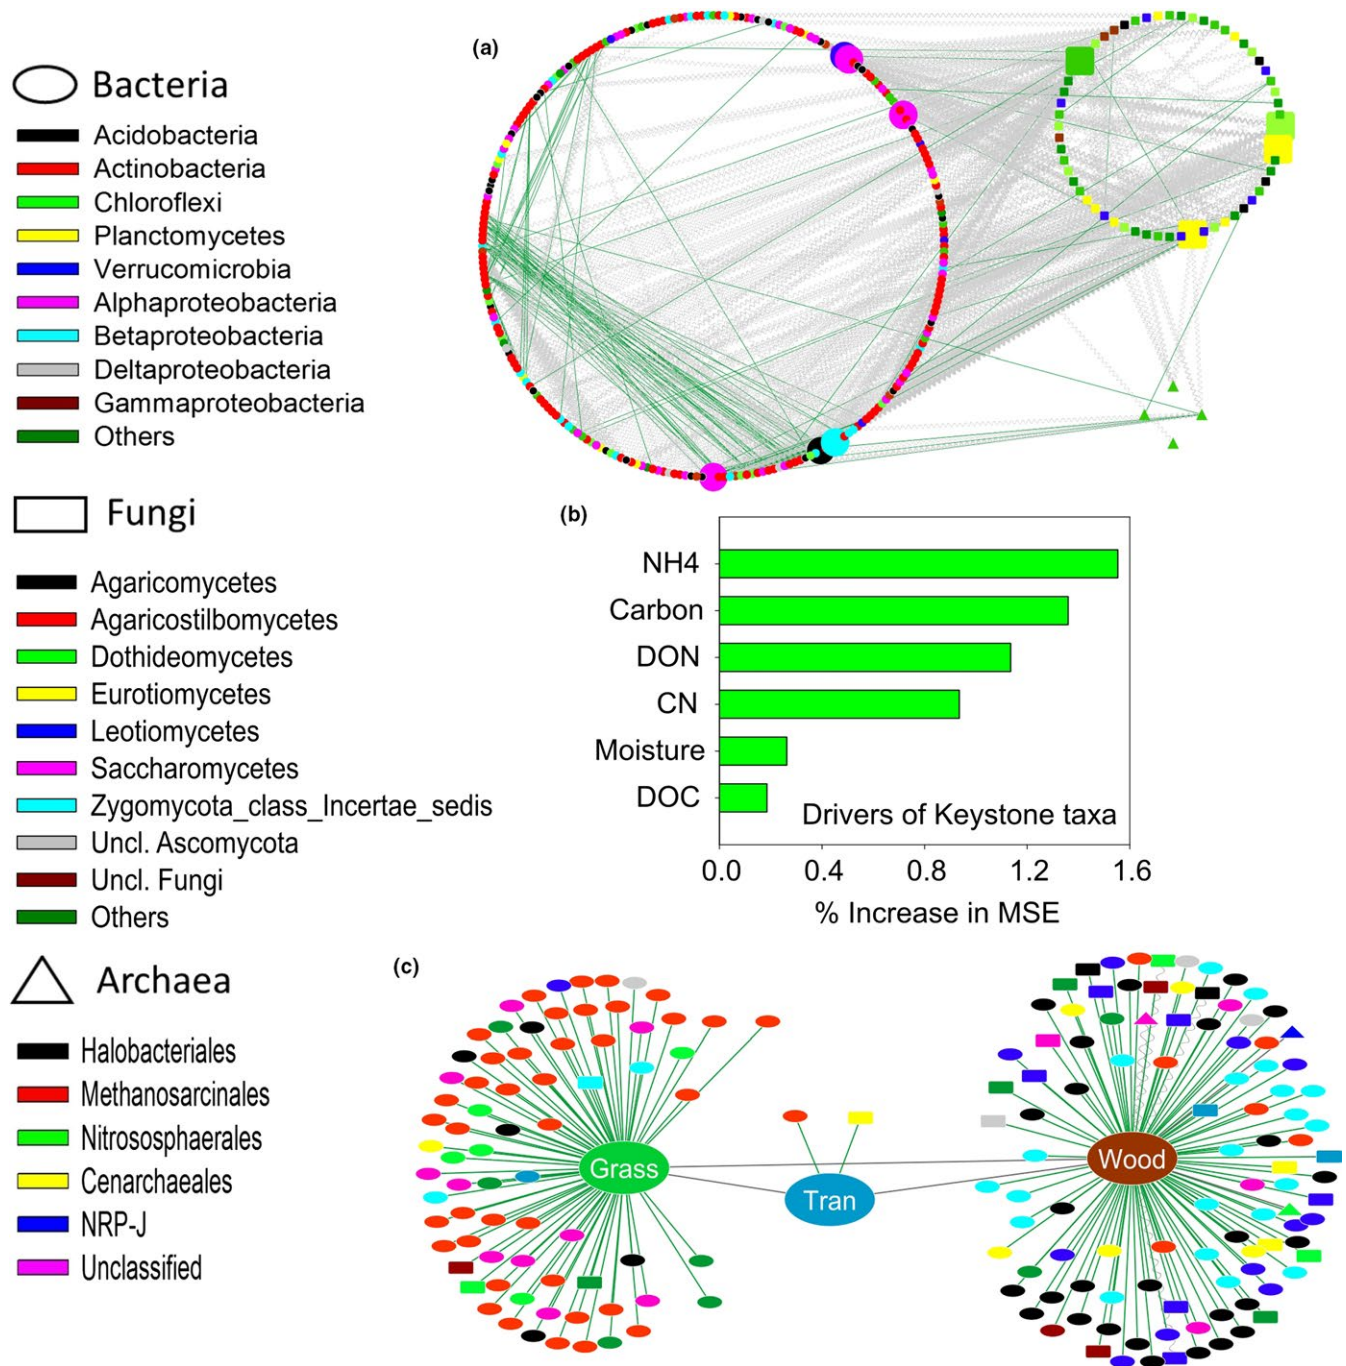 Bacteria
Acidobacteria
Actinobacteria
Chloroflexi
Planctomycetes
Verrucomicrobia
Alphaproteobacteria
Betaproteobacteria
Deltaproteobacteria
Gammaproteobacteria
Others
Fungi
Agaricomycetes
Agaricostilbomycetes
Dothideomycetes
Eurotiomycetes
Leotiomycetes
Saccharomycetes
Zygomycota_class_Incertae_sedis
Uncl. Ascomycota
Uncl. Fungi
Others
Archaea
Halobacteriales
Methanosarcinales
Nitrososphaerales
Cenarchaeales
NRP-J
Unclassified
(a)
(b)
NH4
Carbon
DON
CN
Moisture
DOC
Drivers of Keystone taxa
0.0 0.4 0.8 1.2 1.6
% Increase in MSE
(c)
Grass
Tran
Wood